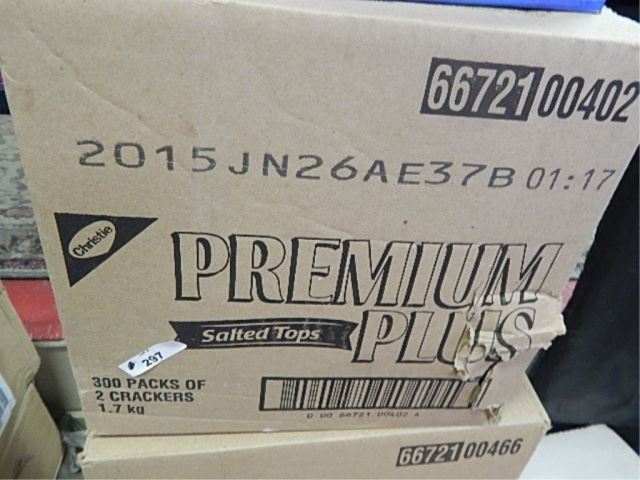 66721 00402
2015JN26AE37B 01:17
Christie
PREMIUM
PLUS
Salted Tops
# 297
300 PACKS OF
2 CRACKERS
1.7 kg
0 00 66721 00402 4
66721 00466